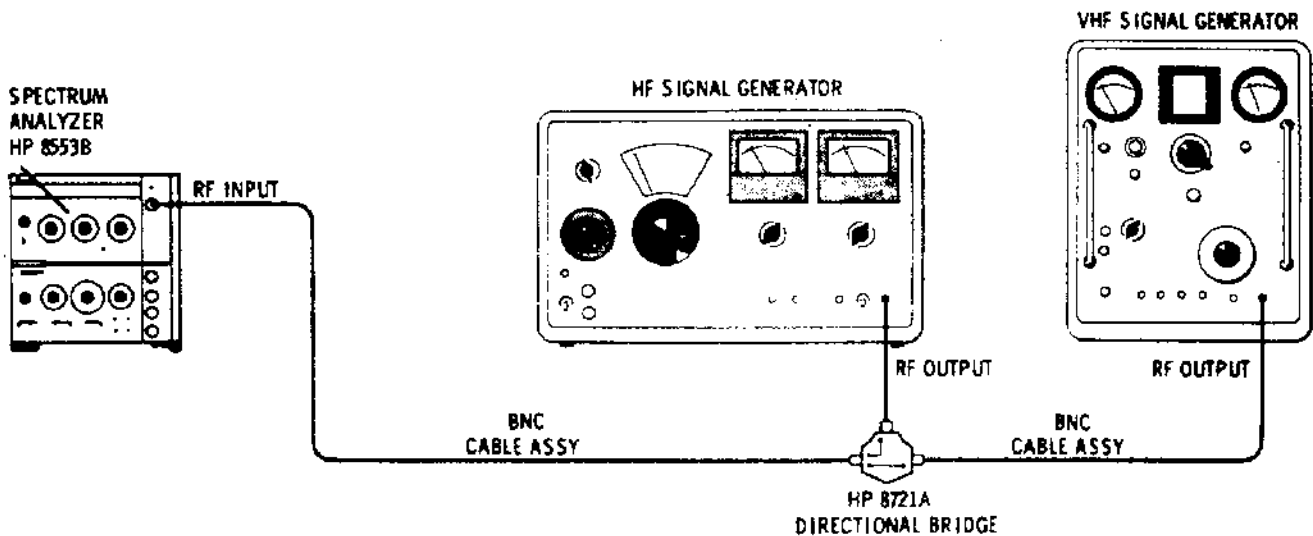 VHF SIGNAL GENERATOR
HF SIGNAL GENERATOR
SPECTRUM
ANALYZER
HP 8553B
RF INPUT
RF OUTPUT
RF OUTPUT
BNC
CABLE ASSY
BNC
CABLE ASSY
HP 8721A
DIRECTIONAL BRIDGE